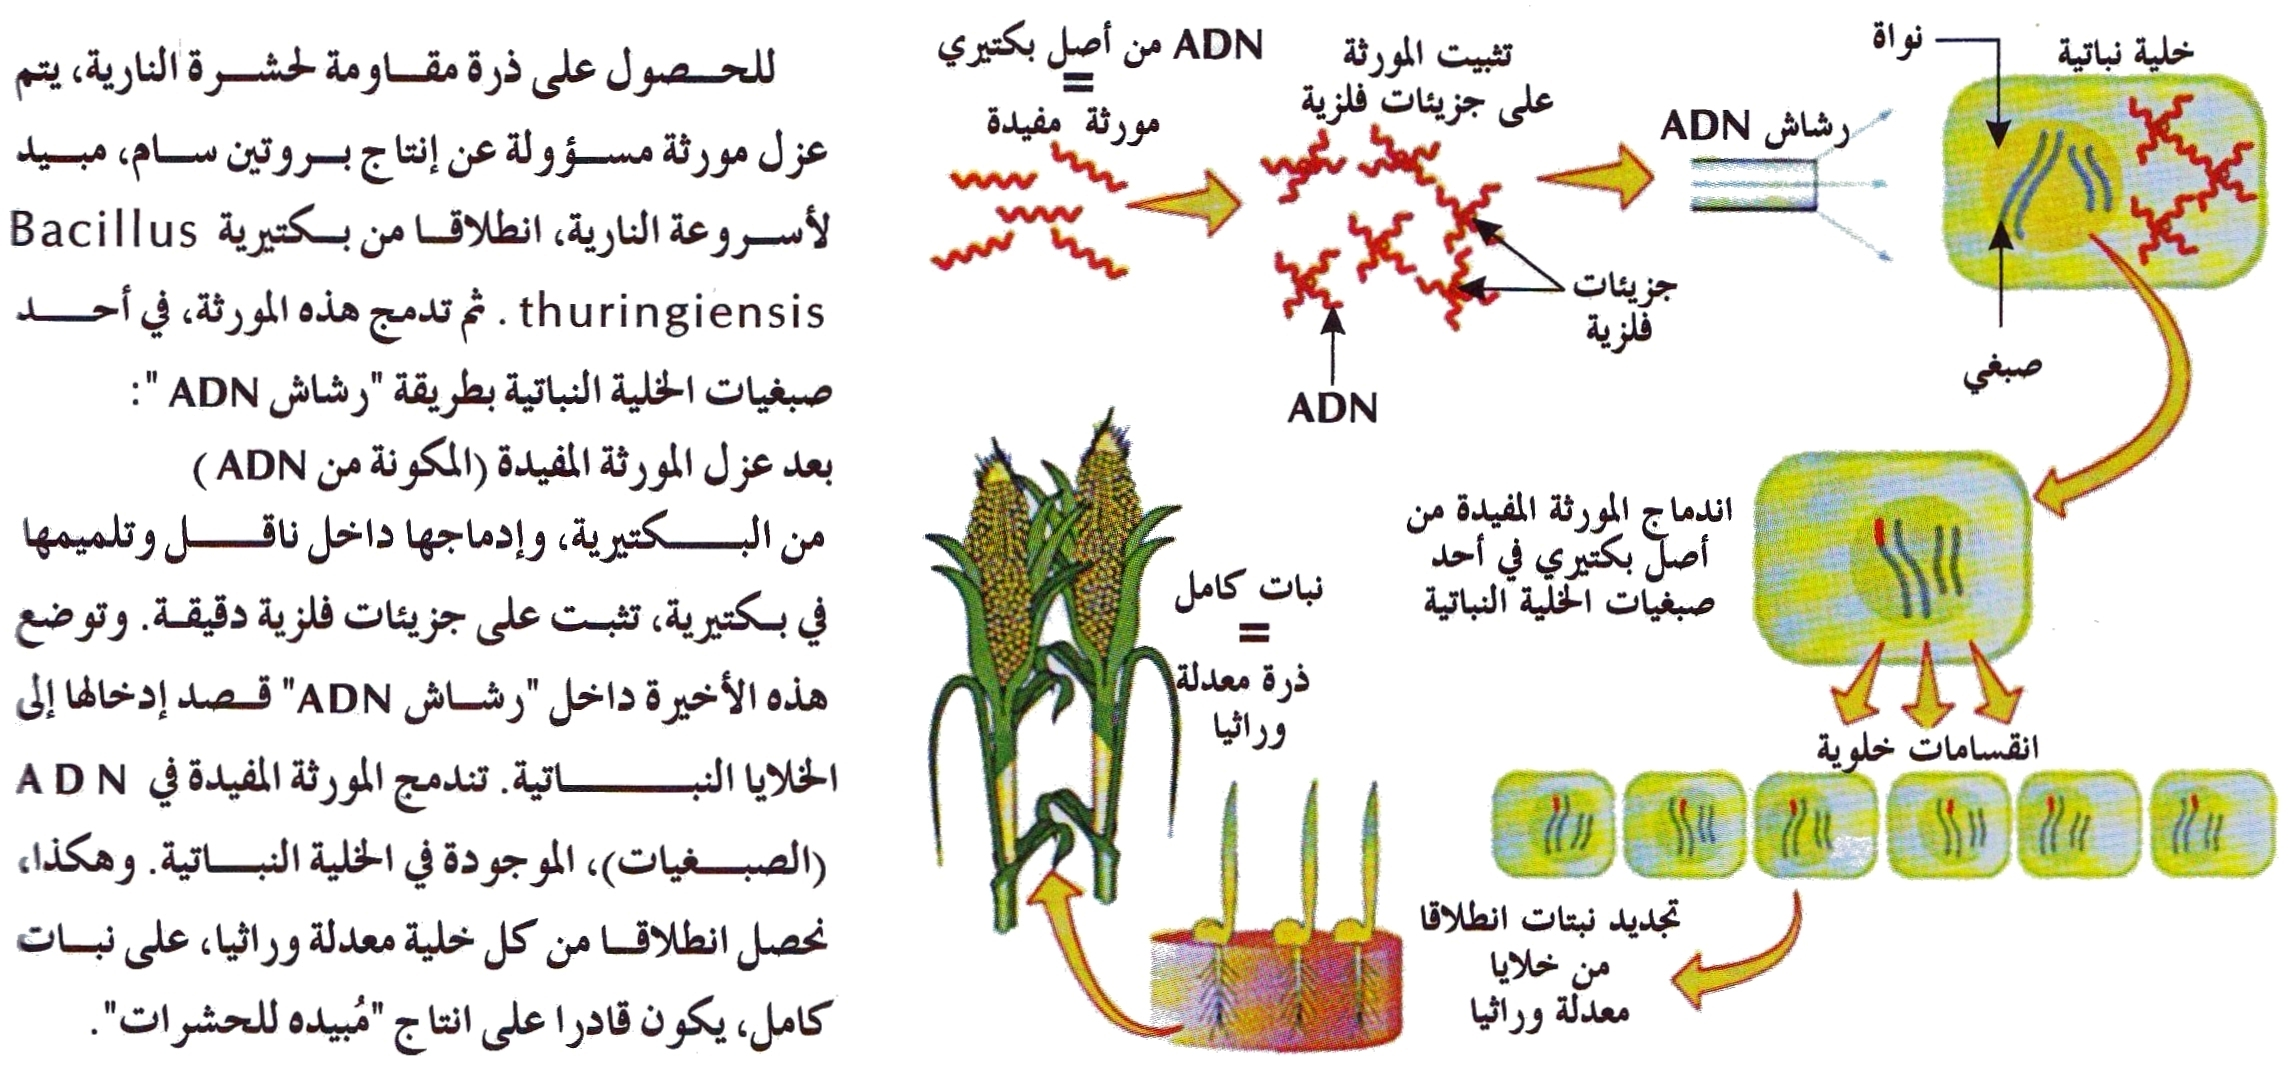 للحصول على ذرة مقاومة لحشرة النارية، يتم
عزل مورثة مسؤولة عن إنتاج بروتين سام، مبيد
لأسروعة النارية، انطلاقا من بكتيرية Bacillus
thuringiensis . ثم تدمج هذه المورثة، في أحد
صبغيات الخلية النباتية بطريقة "رشاش ADN":
بعد عزل المورثة المفيدة (المكونة من ADN )
من البكتيرية، وإدماجها داخل ناقل وتلميمها
في بكتيرية، تثبت على جزيئات فلزية دقيقة. وتوضع
هذه الأخيرة داخل "رشاش ADN" قصد إدخالها إلى
الخلايا النباتية. تندمج المورثة المفيدة في ADN
(الصبغيات)، الموجودة في الخلية النباتية. وهكذا،
نحصل انطلاقا من كل خلية معدلة وراثيا، على نبات
كامل، يكون قادرا على انتاج "مُبيده للحشرات".
ADN من أصل بكتيري
=
مورثة مفيدة
تثبيت المورثة
على جزيئات فلزية
رشاش ADN
نواة
خلية نباتية
جزيئات
فلزية
ADN
صبغي
اندماج المورثة المفيدة من
أصل بكتيري في أحد
صبغيات الخلية النباتية
انقسامات خلوية
تجديد نبتات انطلاقا
من خلايا
معدلة وراثيا
نبات كامل
=
ذرة معدلة
وراثيا